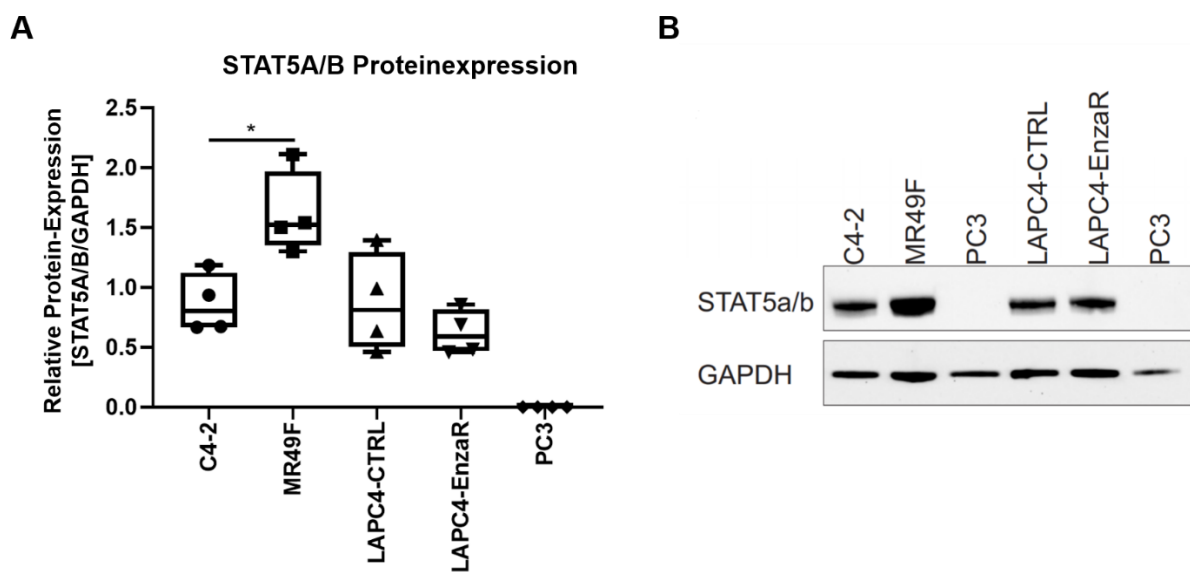 A
STAT5A/B Proteinexpression
Relative Protein-Expression
[STAT5A/B/GAPDH]
2.5
2.0
1.5
1.0
0.5
0.0
*
C4-2
MR49F
LAPC4-CTRL
LAPC4-EnzaR
PC3
B
C4-2
MR49F
PC3
LAPC4-CTRL
LAPC4-EnzaR
PC3
STAT5a/b
GAPDH